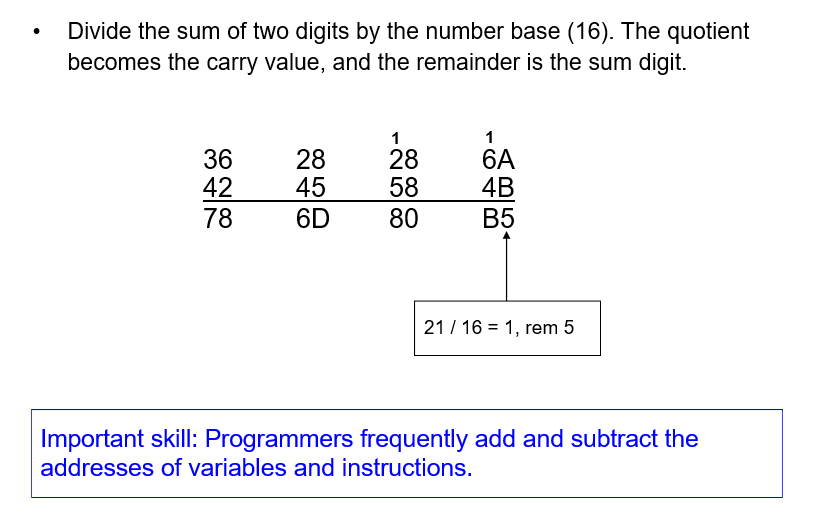 • Divide the sum of two digits by the number base (16). The quotient
becomes the carry value, and the remainder is the sum digit.
1 1
36 28 28 6A
42 45 58 4B
78 6D 80 B5
21 / 16 = 1, rem 5
Important skill: Programmers frequently add and subtract the
addresses of variables and instructions.